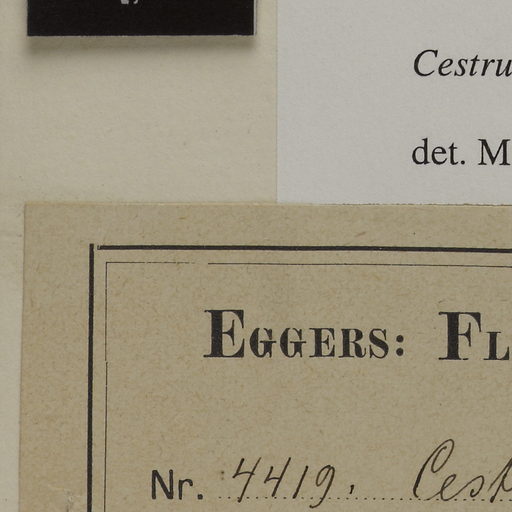 Cestru
det. M
EGGERS: FL
Nr. 4419. Cest